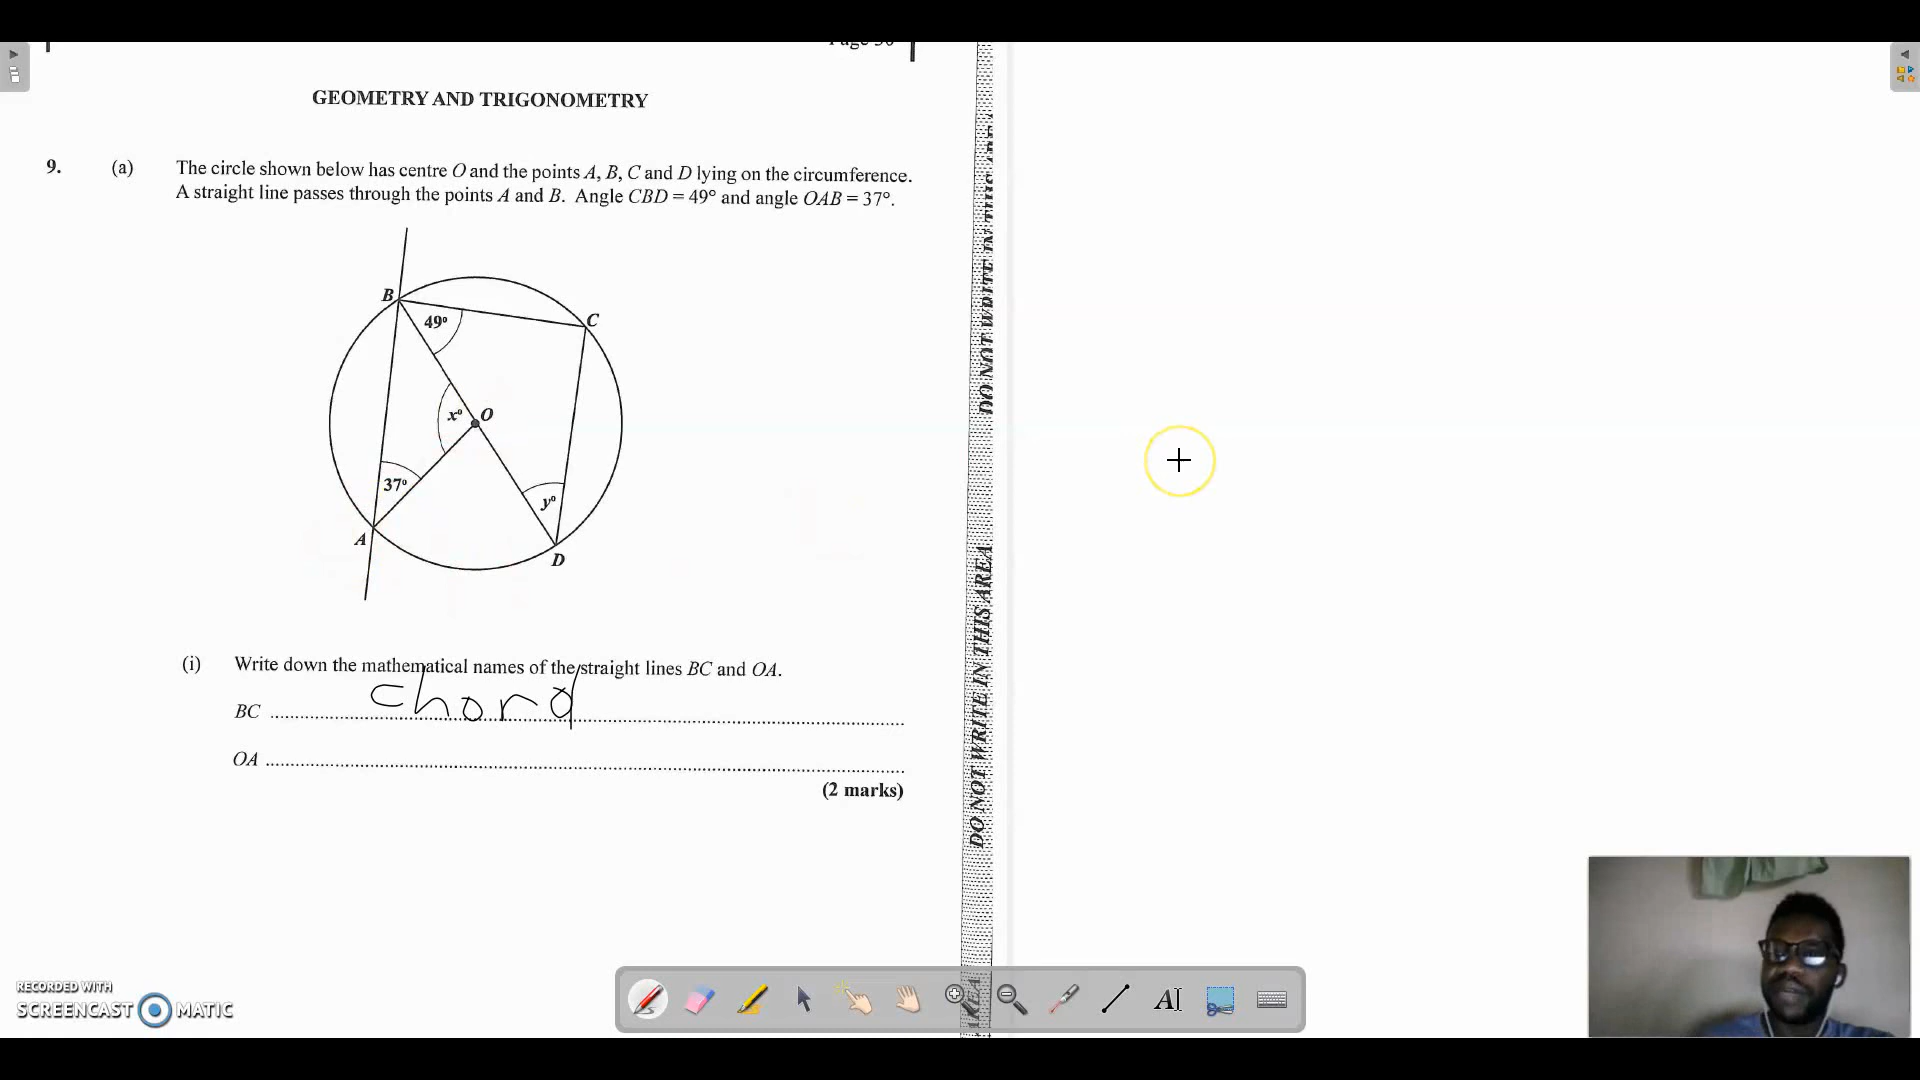 GEOMETRY AND TRIGONOMETRY
9. (a) The circle shown below has centre O and the points A, B, C and D lying on the circumference.
A straight line passes through the points A and B. Angle CBD = 49° and angle OAB = 37°.
B
49°
C
x°
O
37°
y°
A
D
(i) Write down the mathematical names of the straight lines BC and OA.
BC chord
OA
(2 marks)
DO NOT WRITE IN THIS AREA
RECORDED WITH
SCREENCAST MATIC
AI